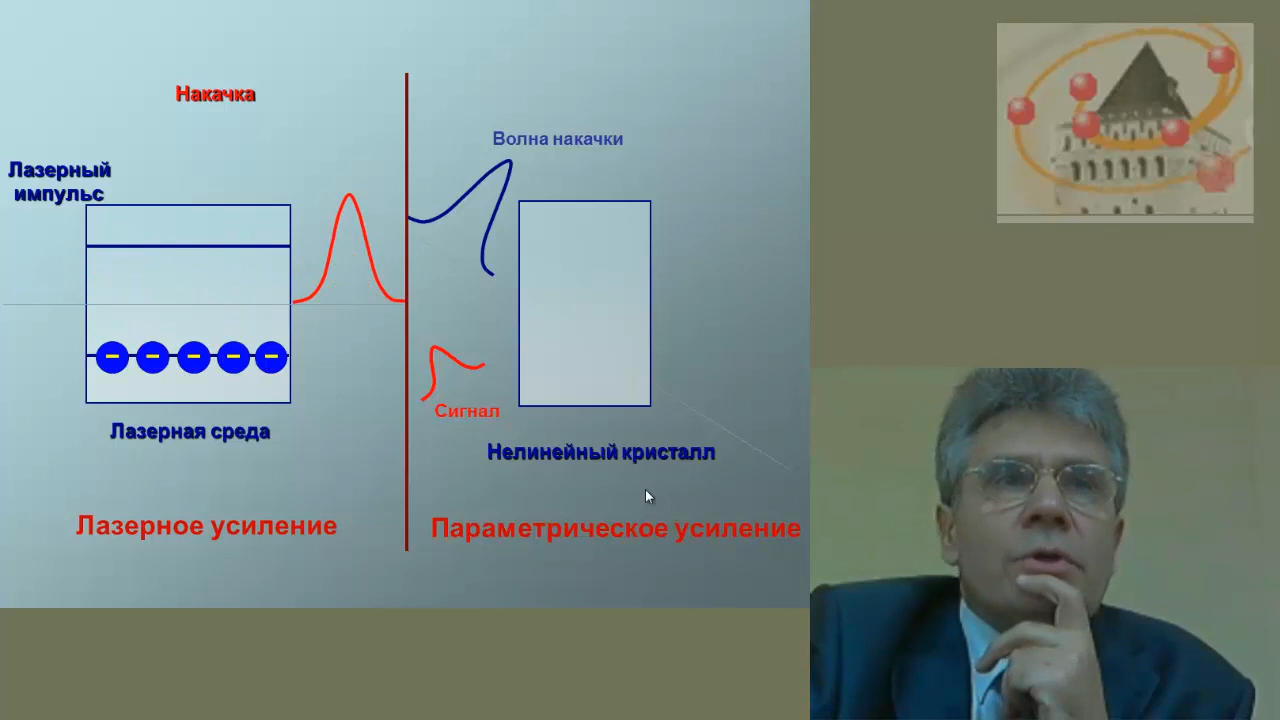 Накачка
Волна накачки
Лазерный
импульс
Сигнал
Лазерная среда
Нелинейный кристалл
Лазерное усиление
Параметрическое усиление